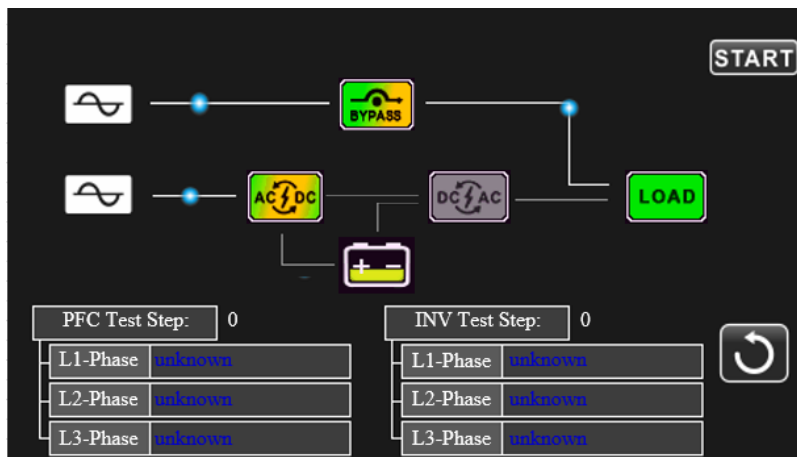 START
BYPASS
AC DC
DC AC
LOAD
+ −
PFC Test Step: 0
INV Test Step: 0
L1-Phase unknown
L1-Phase unknown
L2-Phase unknown
L2-Phase unknown
L3-Phase unknown
L3-Phase unknown